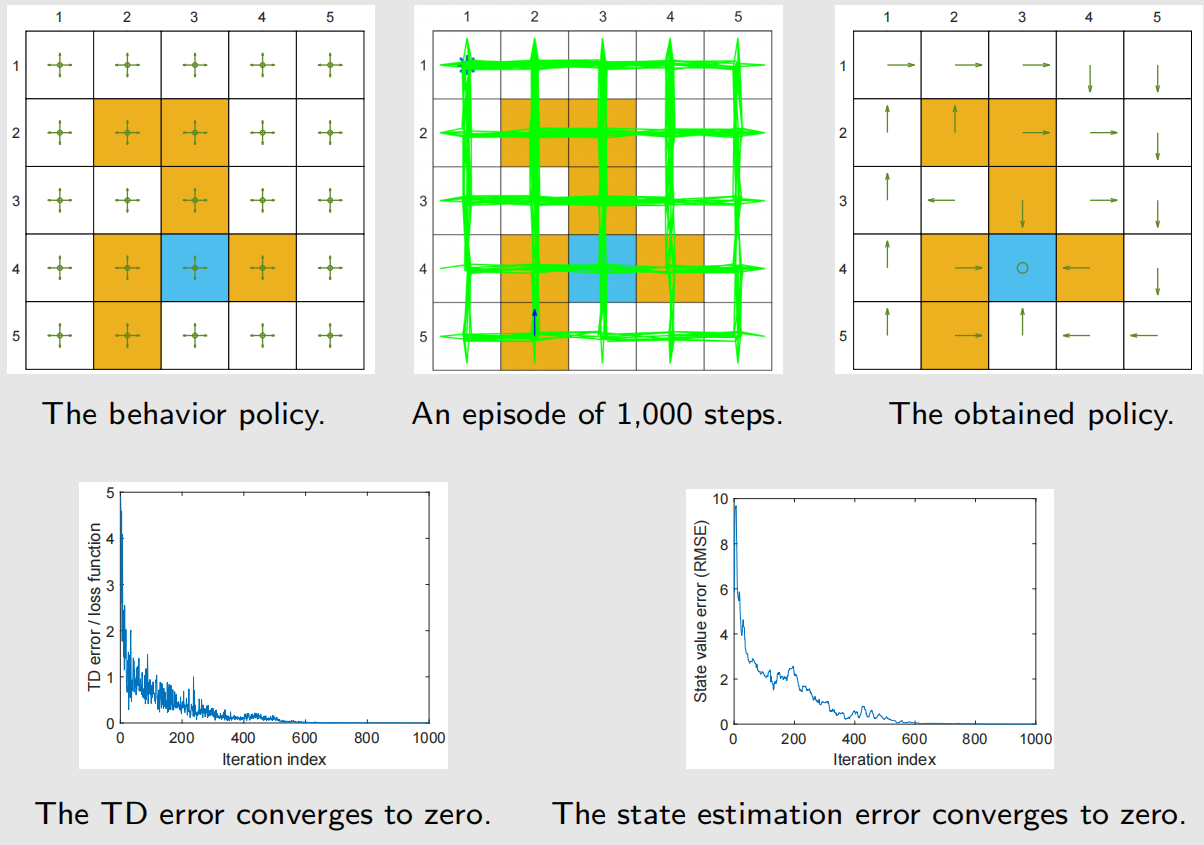 1 2 3 4 5
1
2
3
4
5
The behavior policy.
1 2 3 4 5
1
2
3
4
5
An episode of 1,000 steps.
1 2 3 4 5
1
2
3
4
5
The obtained policy.
TD error / loss function
5
4
3
2
1
0
0 200 400 600 800 1000
Iteration index
The TD error converges to zero.
State value error (RMSE)
10
8
6
4
2
0
0 200 400 600 800 1000
Iteration index
The state estimation error converges to zero.